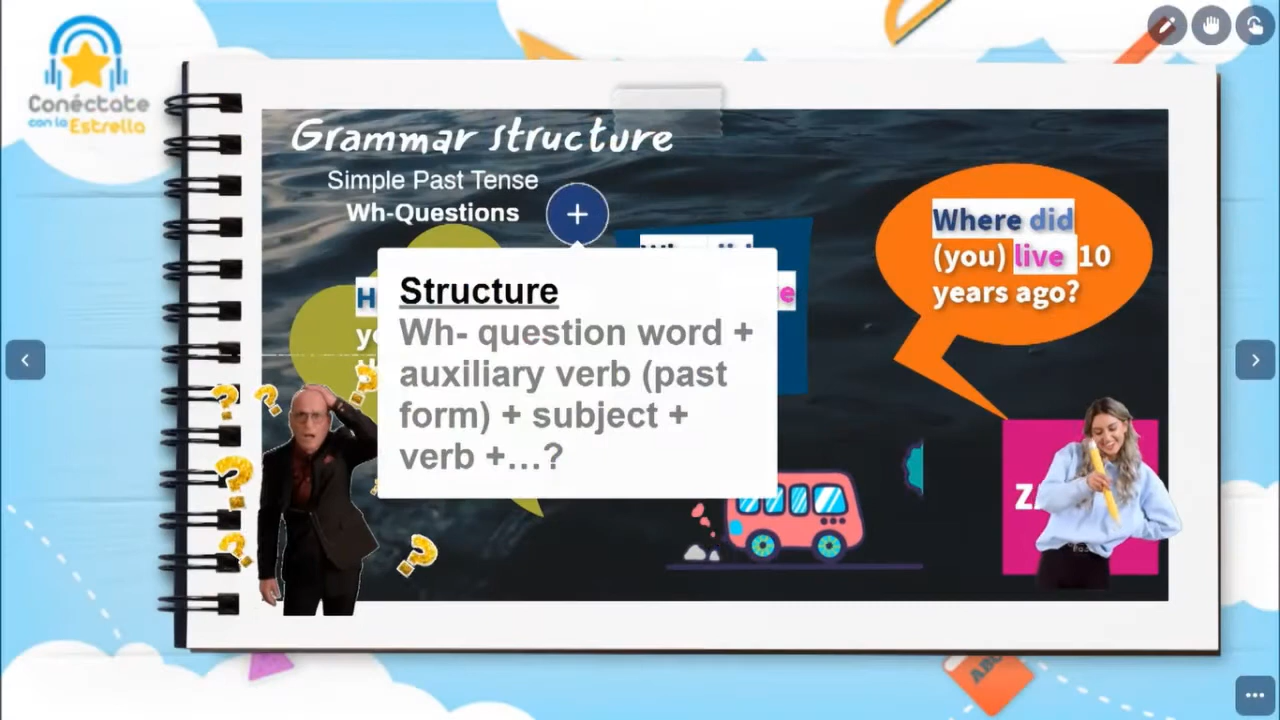 Conéctate
con la Estrella
Grammar structure
Simple Past Tense
Wh-Questions
+
Structure
Wh- question word +
auxiliary verb (past
form) + subject +
verb +…?
Where did
(you) live 10
years ago?
ABC